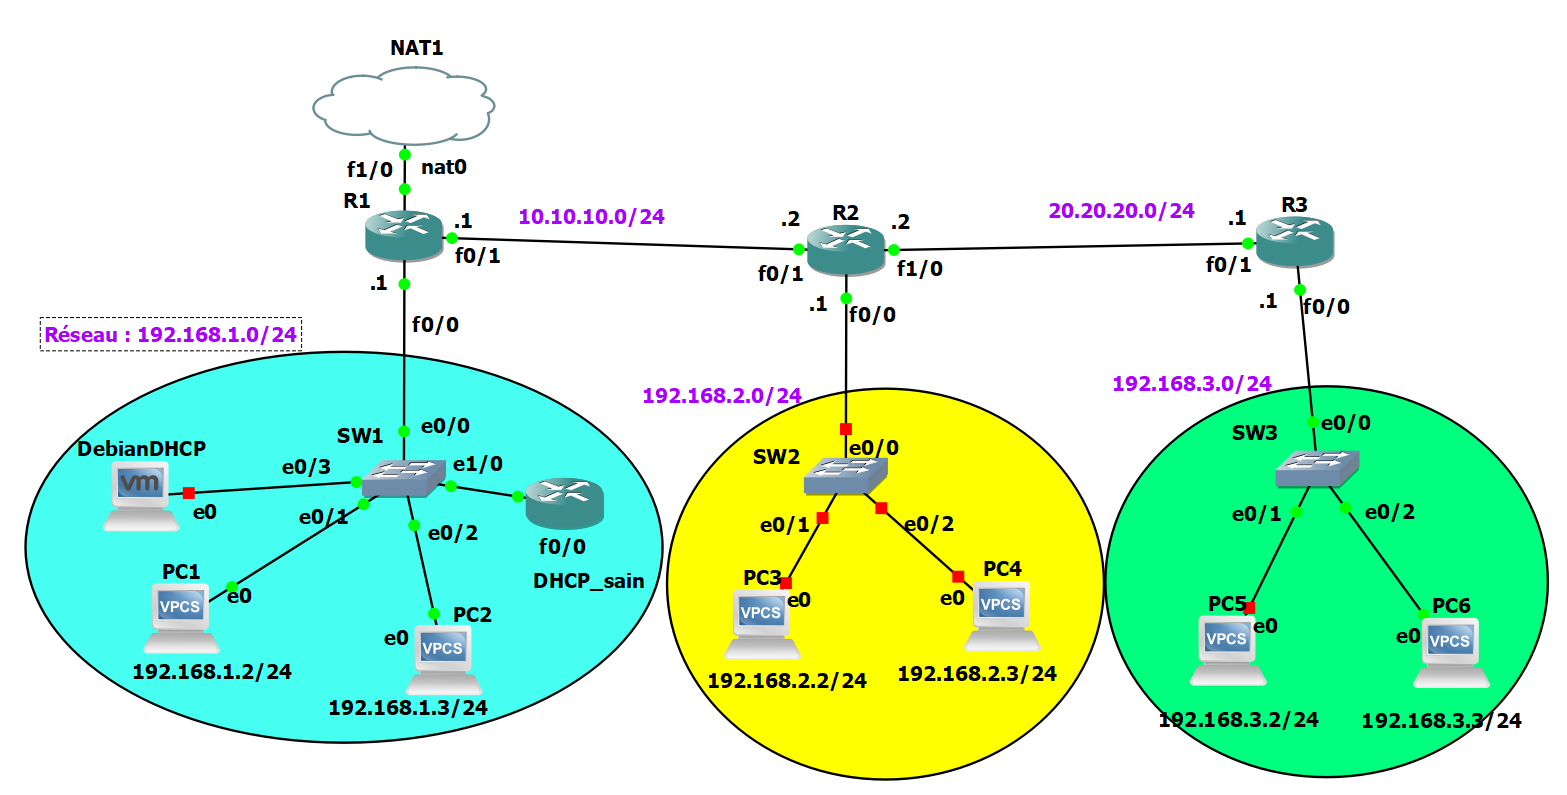 NAT1
f1/0
nat0
R1
.1
10.10.10.0/24
.2
R2
.2
20.20.20.0/24
.1
R3
f0/1
f0/1
f1/0
f0/1
.1
f0/0
.1
f0/0
.1
f0/0
Réseau : 192.168.1.0/24
192.168.2.0/24
192.168.3.0/24
DebianDHCP
vm
e0
e0/3
SW1
e0/0
e1/0
e0/1
e0/2
f0/0
DHCP_sain
PC1
VPCS
e0
192.168.1.2/24
PC2
VPCS
e0
192.168.1.3/24
SW2
e0/0
e0/1
e0/2
PC3
VPCS
e0
192.168.2.2/24
PC4
VPCS
e0
192.168.2.3/24
SW3
e0/0
e0/1
e0/2
PC5
VPCS
e0
192.168.3.2/24
PC6
VPCS
e0
192.168.3.3/24